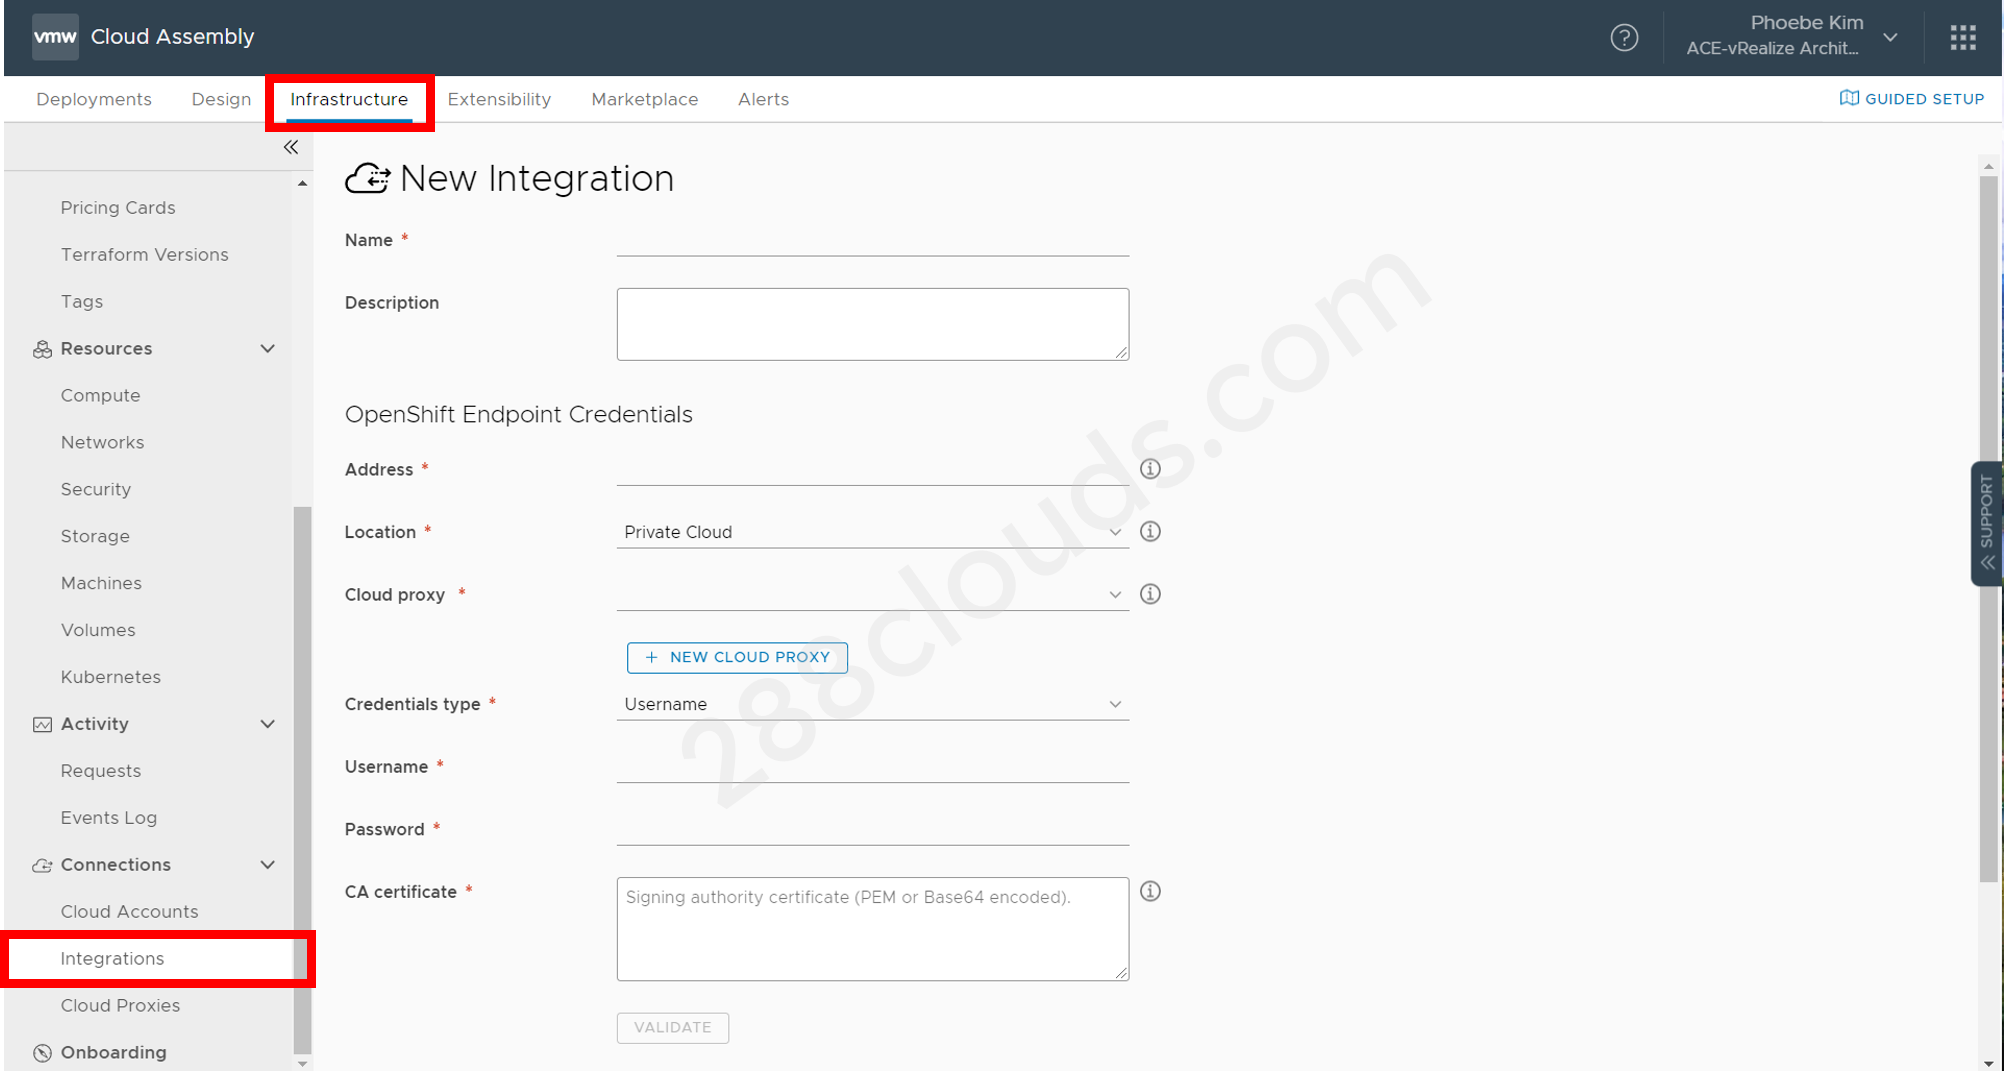 vmw Cloud Assembly
Phoebe Kim
ACE-vRealize Archit...
Deployments Design Infrastructure Extensibility Marketplace Alerts
GUIDED SETUP
Pricing Cards
Terraform Versions
Tags
Resources
Compute
Networks
Security
Storage
Machines
Volumes
Kubernetes
Activity
Requests
Events Log
Connections
Cloud Accounts
Integrations
Cloud Proxies
Onboarding
New Integration
Name *
Description
OpenShift Endpoint Credentials
Address *
Location * Private Cloud
Cloud proxy *
+ NEW CLOUD PROXY
Credentials type * Username
Username *
Password *
CA certificate * Signing authority certificate (PEM or Base64 encoded).
VALIDATE
SUPPORT
288clouds.com